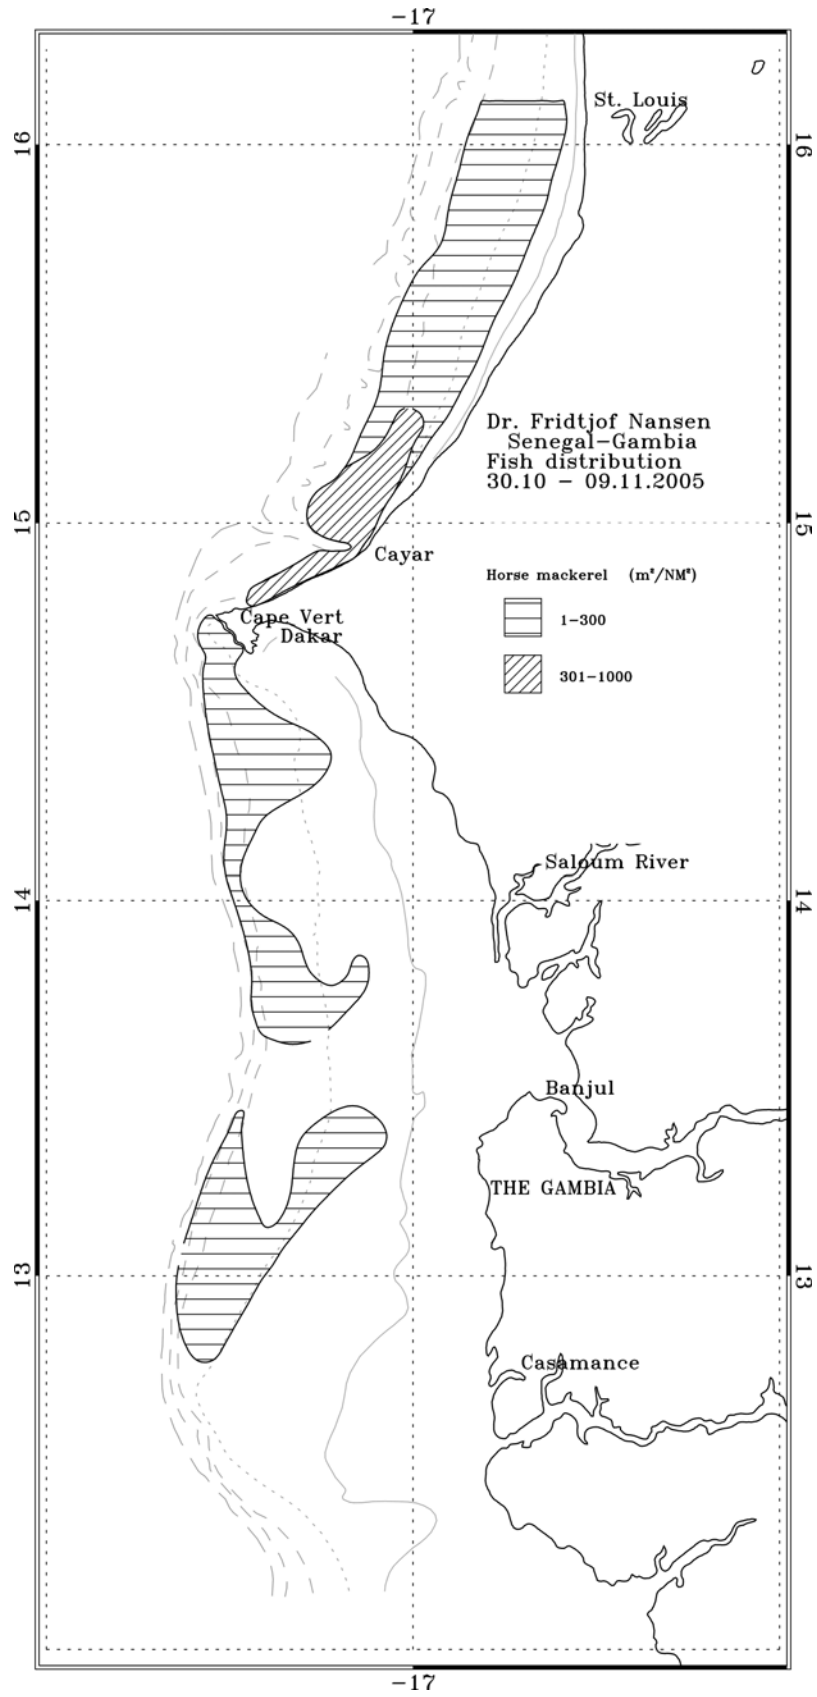 -17
St. Louis
16
16
Dr. Fridtjof Nansen
Senegal-Gambia
Fish distribution
30.10 - 09.11.2005
15
15
Cayar
Horse mackerel (m²/NM²)
1-300
301-1000
Cape Vert
Dakar
Saloum River
14
14
Banjul
THE GAMBIA
13
13
Casamance
-17